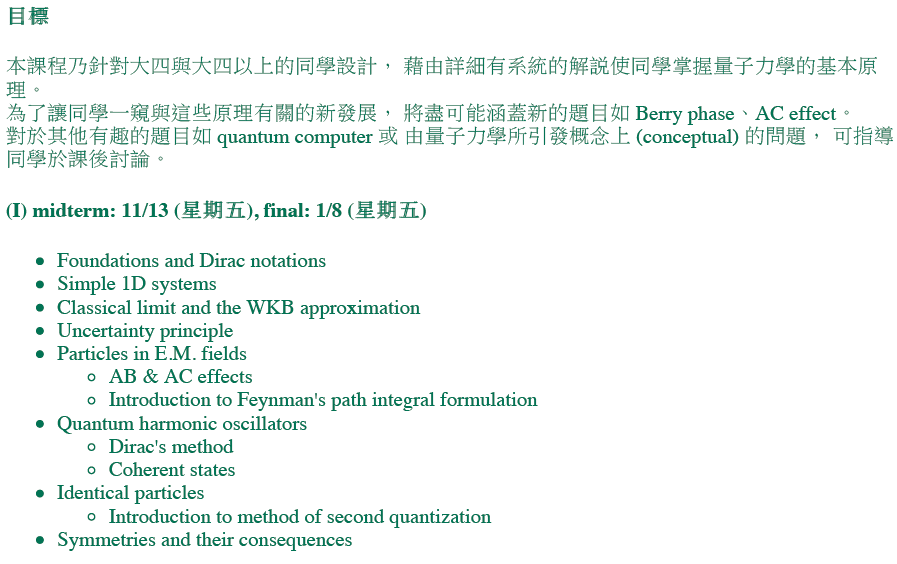 目標
本課程乃針對大四與大四以上的同學設計， 藉由詳細有系統的解說使同學掌握量子力學的基本原
理。
為了讓同學一窺與這些原理有關的新發展， 將盡可能涵蓋新的題目如 Berry phase、AC effect。
對於其他有趣的題目如 quantum computer 或 由量子力學所引發概念上 (conceptual) 的問題， 可指導
同學於課後討論。
(I) midterm: 11/13 (星期五), final: 1/8 (星期五)
• Foundations and Dirac notations
• Simple 1D systems
• Classical limit and the WKB approximation
• Uncertainty principle
• Particles in E.M. fields
◦ AB & AC effects
◦ Introduction to Feynman's path integral formulation
• Quantum harmonic oscillators
◦ Dirac's method
◦ Coherent states
• Identical particles
◦ Introduction to method of second quantization
• Symmetries and their consequences